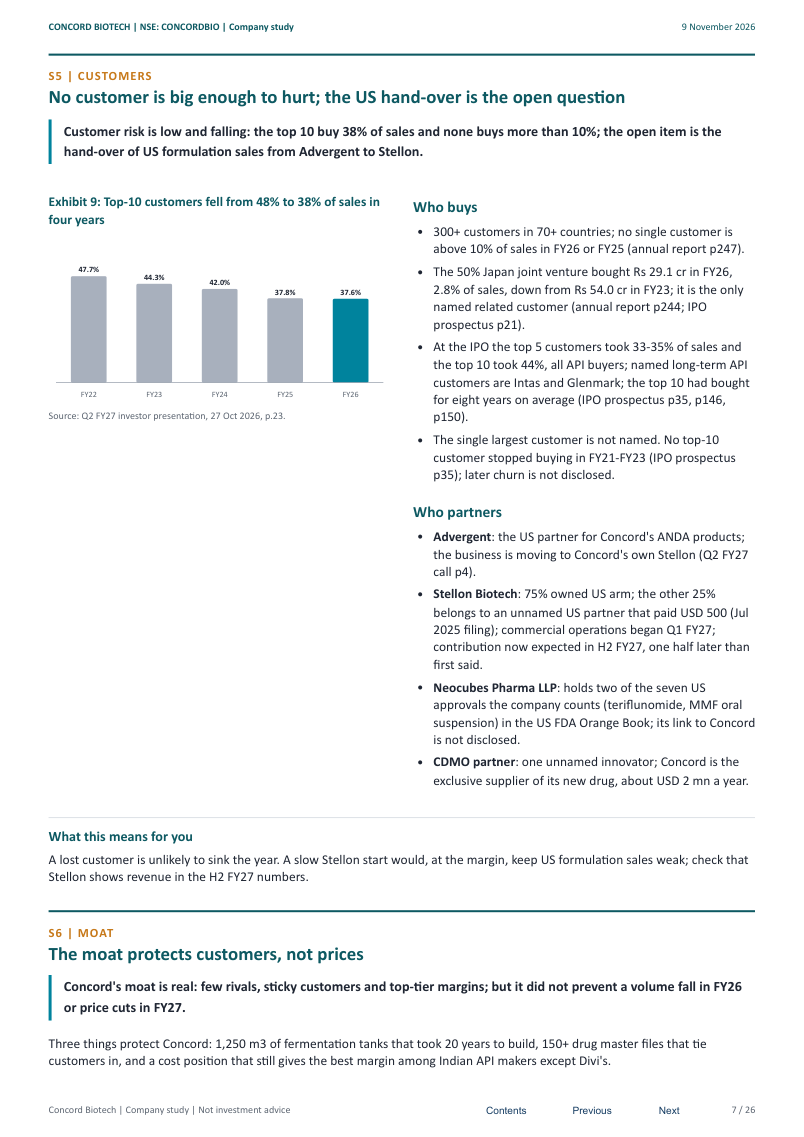 CONCORD BIOTECH | NSE: CONCORDBIO | Company study
9 November 2026
S5 | CUSTOMERS
No customer is big enough to hurt; the US hand-over is the open question
Customer risk is low and falling: the top 10 buy 38% of sales and none buys more than 10%; the open item is the
hand-over of US formulation sales from Advergent to Stellon.
Exhibit 9: Top-10 customers fell from 48% to 38% of sales in
four years
47.7%
44.3%
42.0%
37.8%
37.6%
FY22
FY23
FY24
FY25
FY26
Source: Q2 FY27 investor presentation, 27 Oct 2026, p.23.
Who buys
• 300+ customers in 70+ countries; no single customer is
above 10% of sales in FY26 or FY25 (annual report p247).
• The 50% Japan joint venture bought Rs 29.1 cr in FY26,
2.8% of sales, down from Rs 54.0 cr in FY23; it is the only
named related customer (annual report p244; IPO
prospectus p21).
• At the IPO the top 5 customers took 33-35% of sales and
the top 10 took 44%, all API buyers; named long-term API
customers are Intas and Glenmark; the top 10 had bought
for eight years on average (IPO prospectus p35, p146,
p150).
• The single largest customer is not named. No top-10
customer stopped buying in FY21-FY23 (IPO prospectus
p35); later churn is not disclosed.
Who partners
• Advergent: the US partner for Concord's ANDA products;
the business is moving to Concord's own Stellon (Q2 FY27
call p4).
• Stellon Biotech: 75% owned US arm; the other 25%
belongs to an unnamed US partner that paid USD 500 (Jul
2025 filing); commercial operations began Q1 FY27;
contribution now expected in H2 FY27, one half later than
first said.
• Neocubes Pharma LLP: holds two of the seven US
approvals the company counts (teriflunomide, MMF oral
suspension) in the US FDA Orange Book; its link to Concord
is not disclosed.
• CDMO partner: one unnamed innovator; Concord is the
exclusive supplier of its new drug, about USD 2 mn a year.
What this means for you
A lost customer is unlikely to sink the year. A slow Stellon start would, at the margin, keep US formulation sales weak; check that
Stellon shows revenue in the H2 FY27 numbers.
S6 | MOAT
The moat protects customers, not prices
Concord's moat is real: few rivals, sticky customers and top-tier margins; but it did not prevent a volume fall in FY26
or price cuts in FY27.
Three things protect Concord: 1,250 m3 of fermentation tanks that took 20 years to build, 150+ drug master files that tie
customers in, and a cost position that still gives the best margin among Indian API makers except Divi's.
Concord Biotech | Company study | Not investment advice
Contents
Previous
Next
7 / 26